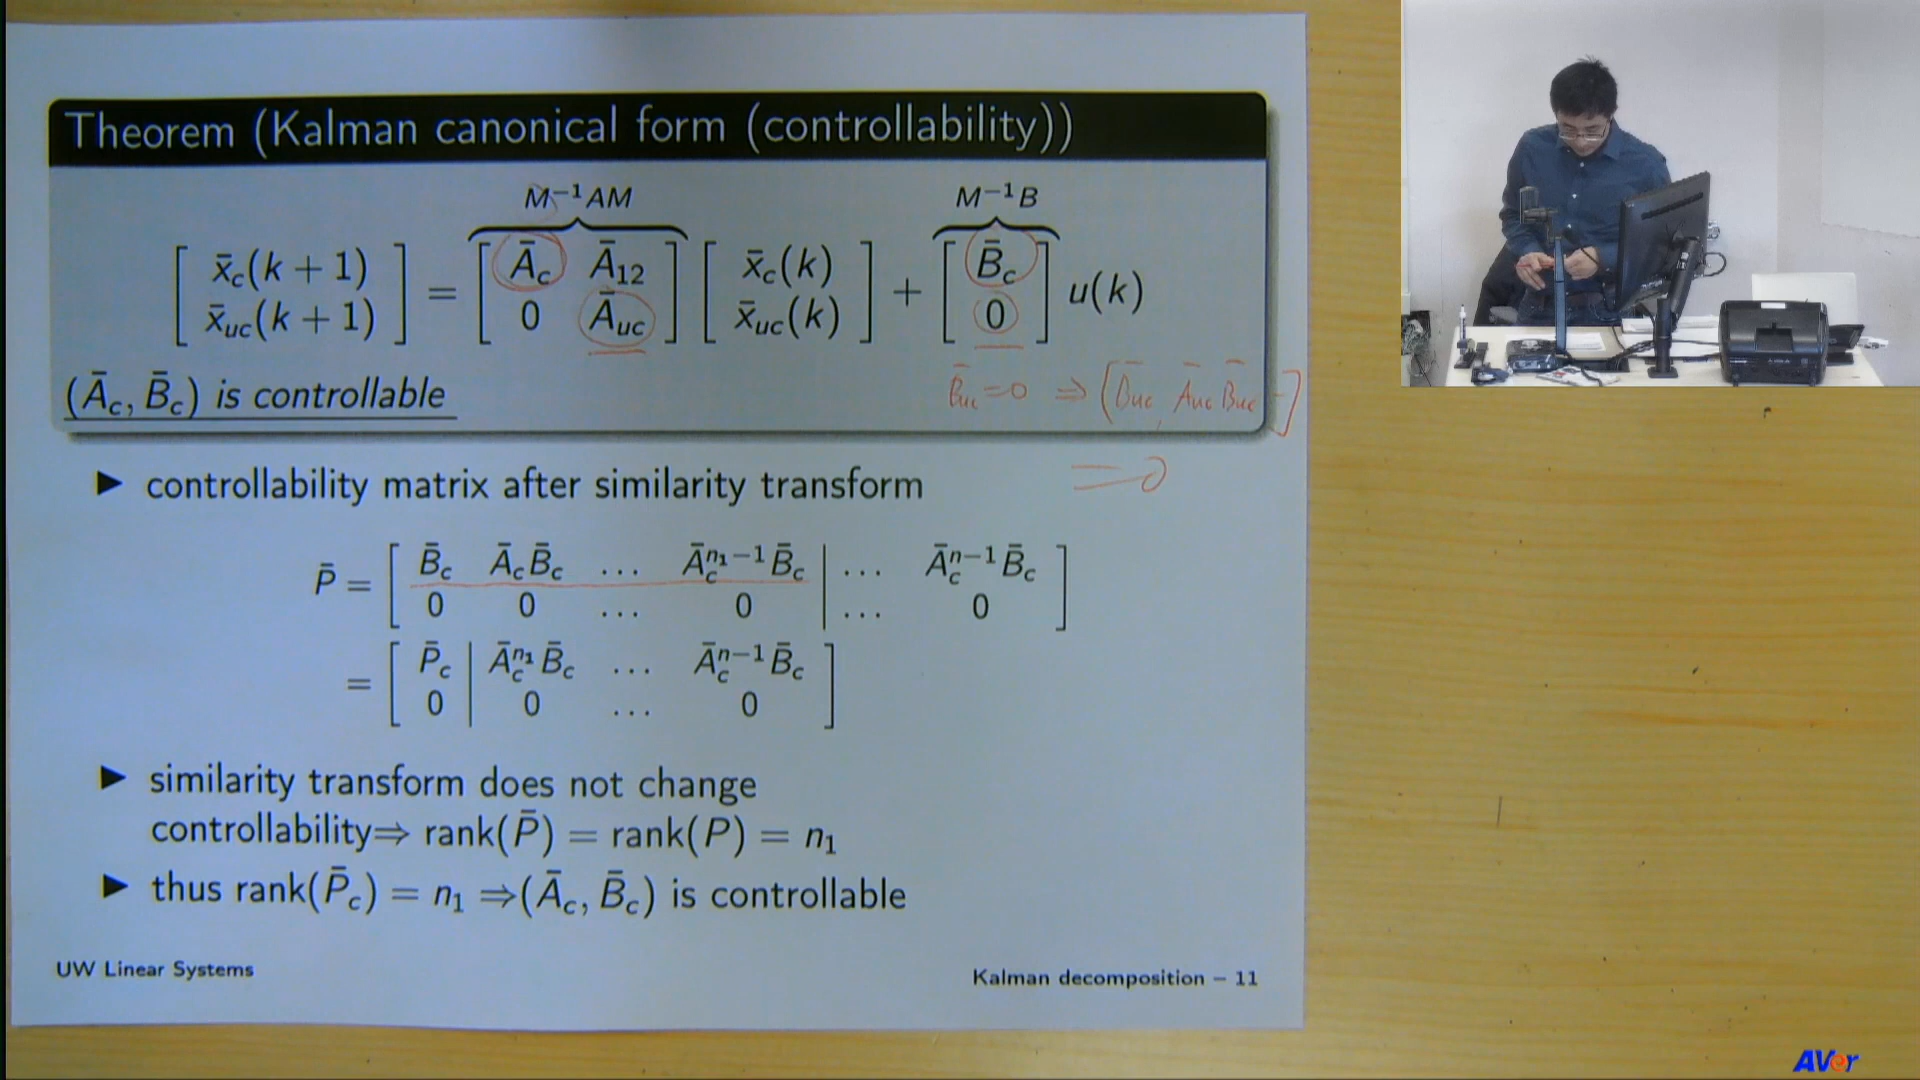 Theorem (Kalman canonical form (controllability))
M⁻¹AM M⁻¹B
[ x̄c(k + 1) ; x̄uc(k + 1) ] = [ Āc Ā12 ; 0 Āuc ] [ x̄c(k) ; x̄uc(k) ] + [ B̄c ; 0 ] u(k)
(Āc, B̄c) is controllable
B̄uc=0 ⇒ [B̄uc, Āuc B̄uc -]
=0
▶ controllability matrix after similarity transform
P̄ = [ B̄c ĀcB̄c ... Āc^{n1−1}B̄c | ... Āc^{n−1}B̄c ; 0 0 ... 0 | ... 0 ]
= [ P̄c | Āc^{n1}B̄c ... Āc^{n−1}B̄c ; 0 | 0 ... 0 ]
▶ similarity transform does not change
controllability⇒ rank(P̄) = rank(P) = n1
▶ thus rank(P̄c) = n1 ⇒(Āc, B̄c) is controllable
UW Linear Systems
Kalman decomposition – 11
AVer